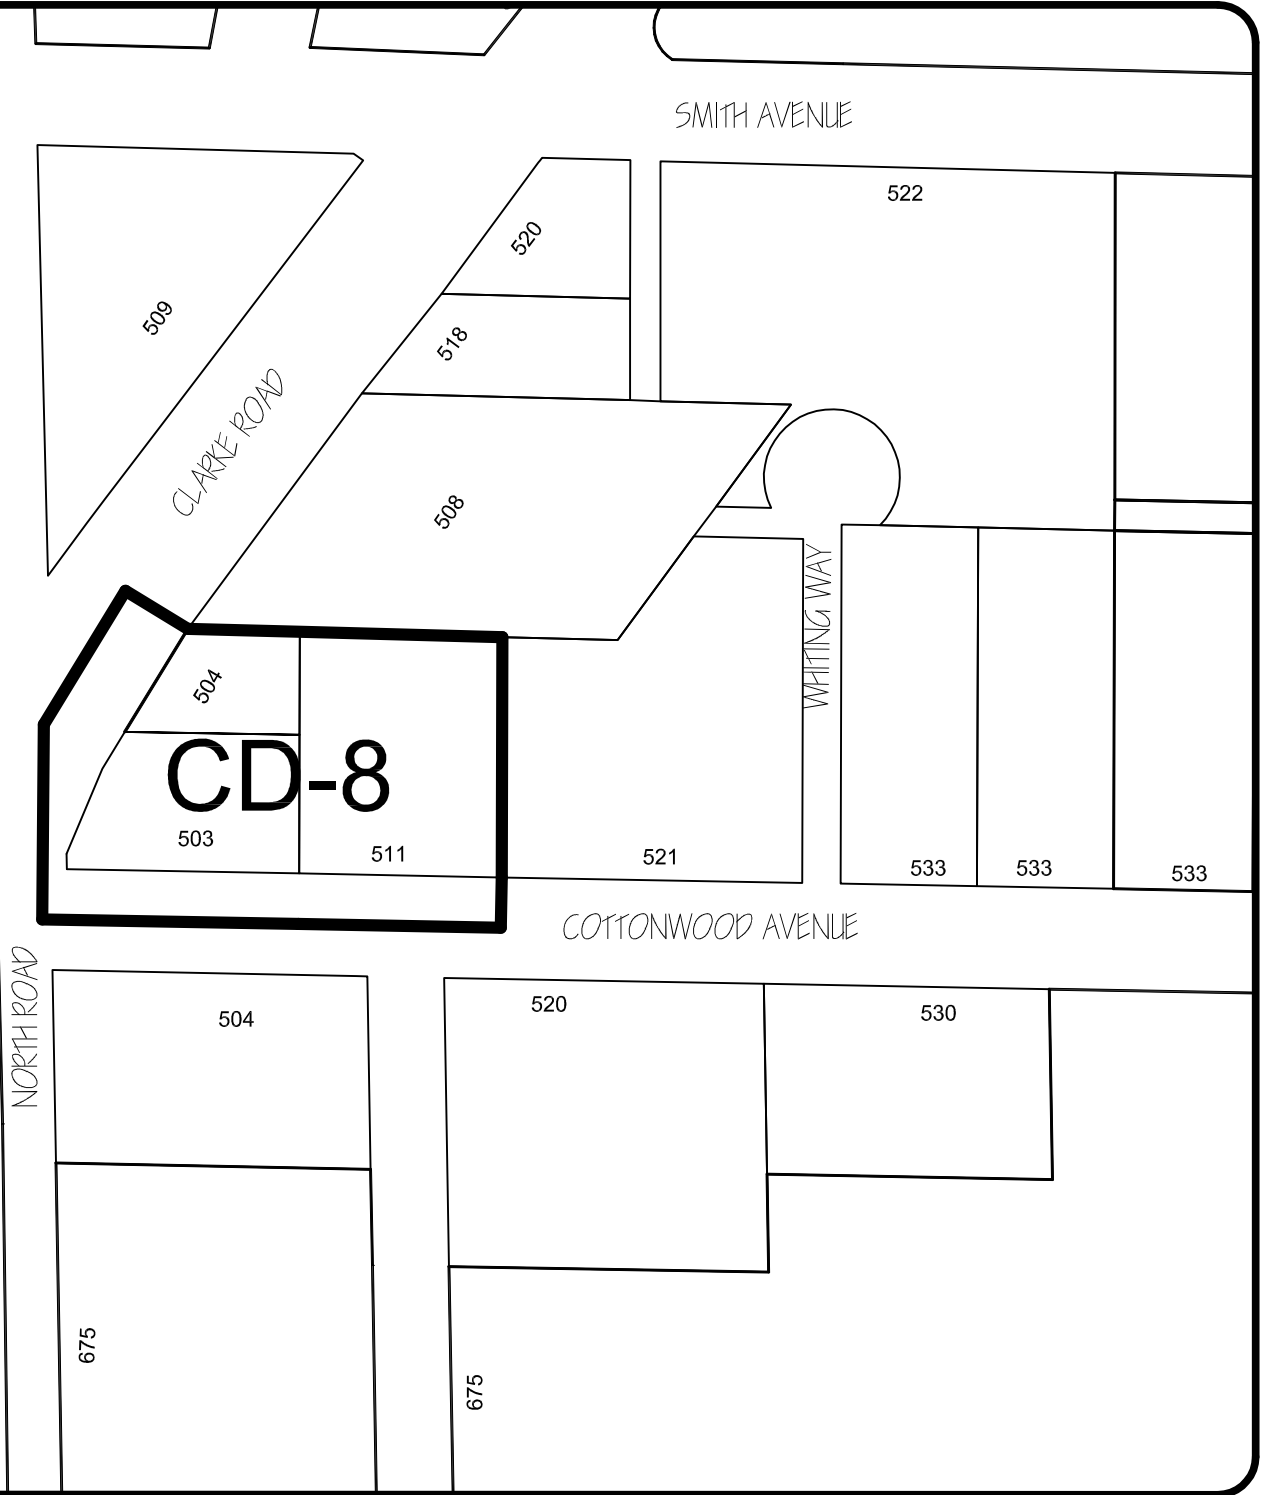 SMITH AVENUE
522
520
509
518
CLARKE ROAD
508
WHITING WAY
504
CD-8
503
511
521
533
533
533
COTTONWOOD AVENUE
NORTH ROAD
504
520
530
675
675